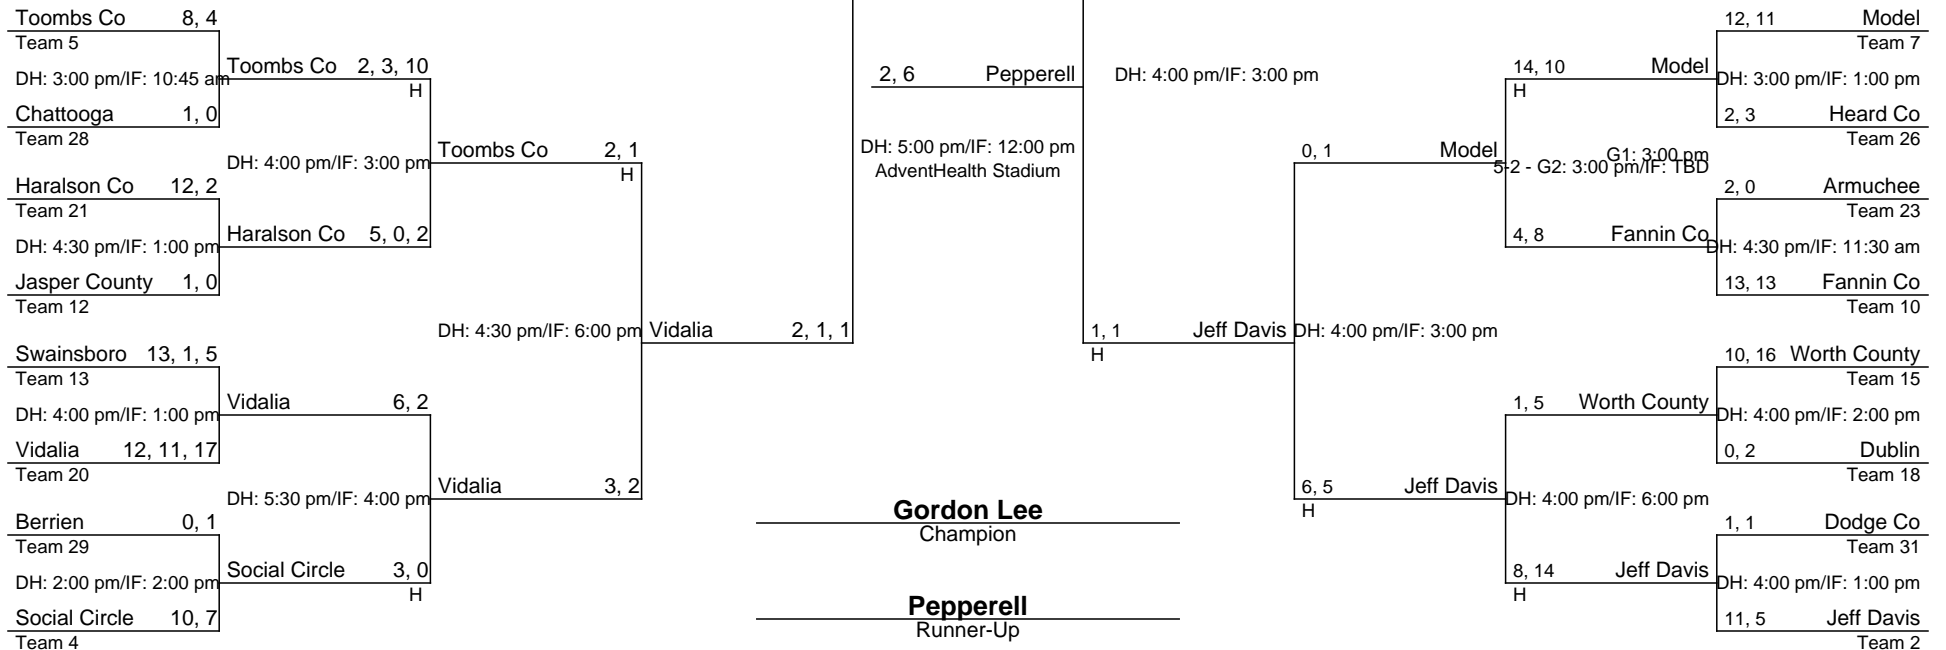 Toombs Co 8, 4
Team 5
DH: 3:00 pm/IF: 10:45 am
Chattooga 1, 0
Team 28
Haralson Co 12, 2
Team 21
DH: 4:30 pm/IF: 1:00 pm
Jasper County 1, 0
Team 12
Swainsboro 13, 1, 5
Team 13
DH: 4:00 pm/IF: 1:00 pm
Vidalia 12, 11, 17
Team 20
Berrien 0, 1
Team 29
DH: 2:00 pm/IF: 2:00 pm
Social Circle 10, 7
Team 4
Toombs Co 2, 3, 10
H
DH: 4:00 pm/IF: 3:00 pm
Haralson Co 5, 0, 2
Vidalia 6, 2
DH: 5:30 pm/IF: 4:00 pm
Social Circle 3, 0
H
Toombs Co 2, 1
H
DH: 4:30 pm/IF: 6:00 pm
Vidalia 3, 2
Vidalia 2, 1, 1
2, 6 Pepperell
DH: 5:00 pm/IF: 12:00 pm
AdventHealth Stadium
Gordon Lee
Champion
Pepperell
Runner-Up
DH: 4:00 pm/IF: 3:00 pm
1, 1 Jeff Davis
H
0, 1 Model
DH: 4:00 pm/IF: 3:00 pm
6, 5 Jeff Davis
H
14, 10 Model
H
G1: 3:00 pm
5-2 - G2: 3:00 pm/IF: TBD
4, 8 Fannin Co
1, 5 Worth County
DH: 4:00 pm/IF: 6:00 pm
8, 14 Jeff Davis
H
12, 11 Model
Team 7
DH: 3:00 pm/IF: 1:00 pm
2, 3 Heard Co
Team 26
2, 0 Armuchee
Team 23
DH: 4:30 pm/IF: 11:30 am
13, 13 Fannin Co
Team 10
10, 16 Worth County
Team 15
DH: 4:00 pm/IF: 2:00 pm
0, 2 Dublin
Team 18
1, 1 Dodge Co
Team 31
DH: 4:00 pm/IF: 1:00 pm
11, 5 Jeff Davis
Team 2